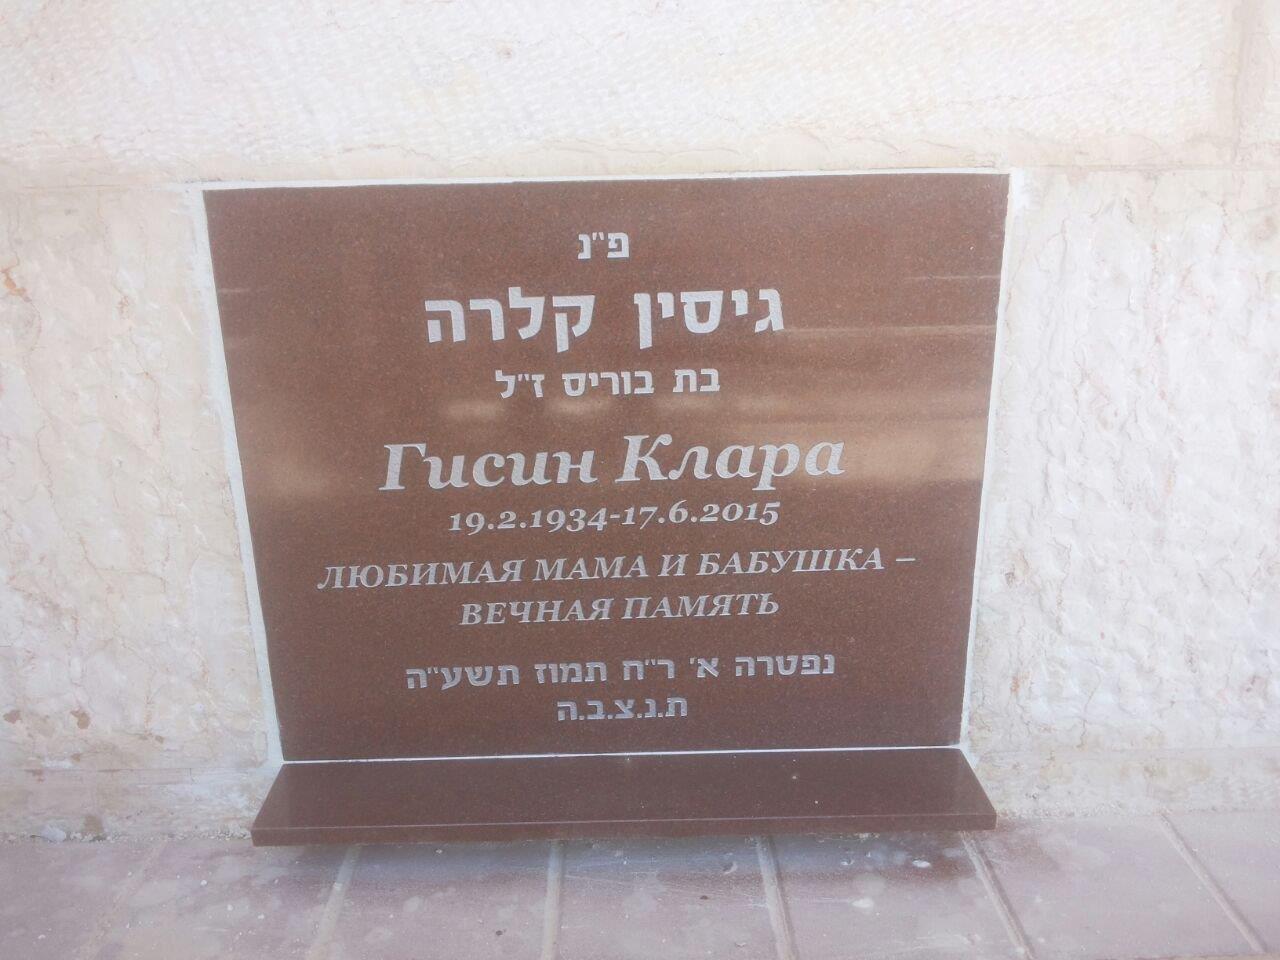 פ"נ
גיסין קלרה
בת בוריס ז"ל
Гисин Клара
19.2.1934-17.6.2015
ЛЮБИМАЯ МАМА И БАБУШКА –
ВЕЧНАЯ ПАМЯТЬ
נפטרה א' ר"ח תמוז תשע"ה
ת.נ.צ.ב.ה